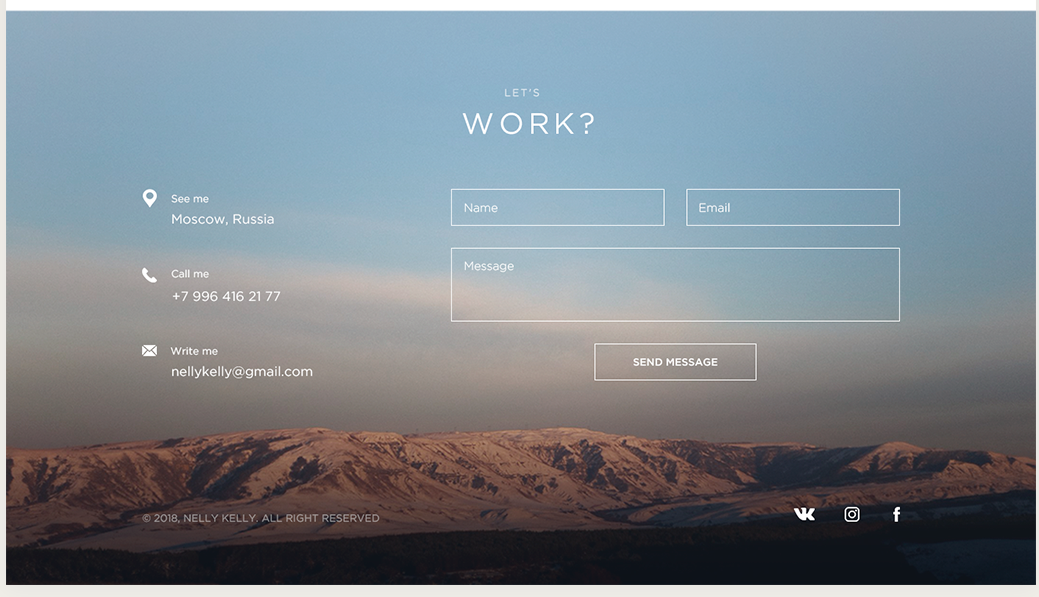 LET'S
WORK?
See me
Moscow, Russia
Name
Email
Call me
+7 996 416 21 77
Message
Write me
nellykelly@gmail.com
SEND MESSAGE
© 2018, NELLY KELLY. ALL RIGHT RESERVED